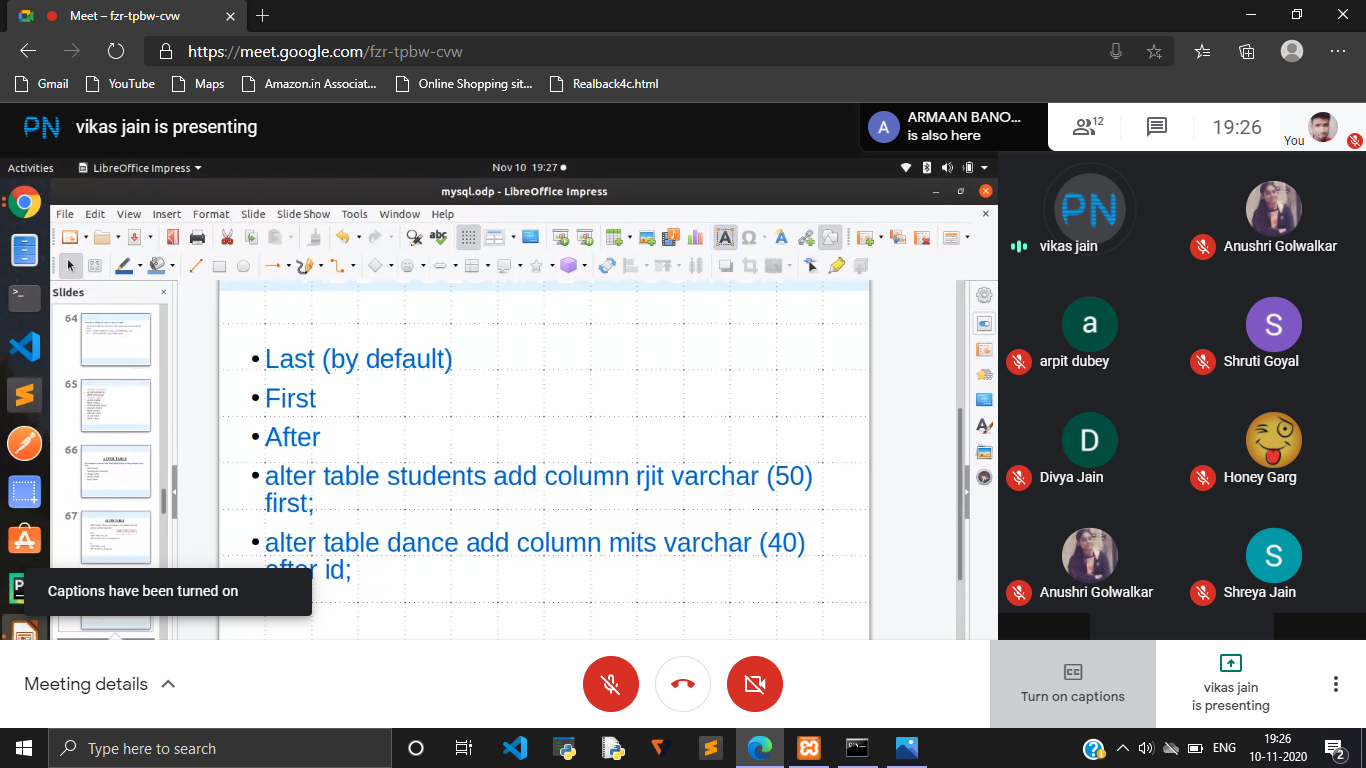 Meet – fzr-tpbw-cvw
https://meet.google.com/fzr-tpbw-cvw
Gmail YouTube Maps Amazon.in Associat... Online Shopping sit... Realback4c.html
PN vikas jain is presenting
A ARMAAN BANO... is also here
12
19:26
You
Activities LibreOffice Impress Nov 10 19:27
mysql.odp - LibreOffice Impress
File Edit View Insert Format Slide Slide Show Tools Window Help
Slides
64
65
66
ALTER TABLE
67
• Last (by default)
• First
• After
• alter table students add column rjit varchar (50)
first;
• alter table dance add column mits varchar (40)
after id;
Captions have been turned on
PN
vikas jain
Anushri Golwalkar
a
arpit dubey
S
Shruti Goyal
D
Divya Jain
Honey Garg
Anushri Golwalkar
S
Shreya Jain
Meeting details
Turn on captions
vikas jain
is presenting
Type here to search
ENG
19:26
10-11-2020
2